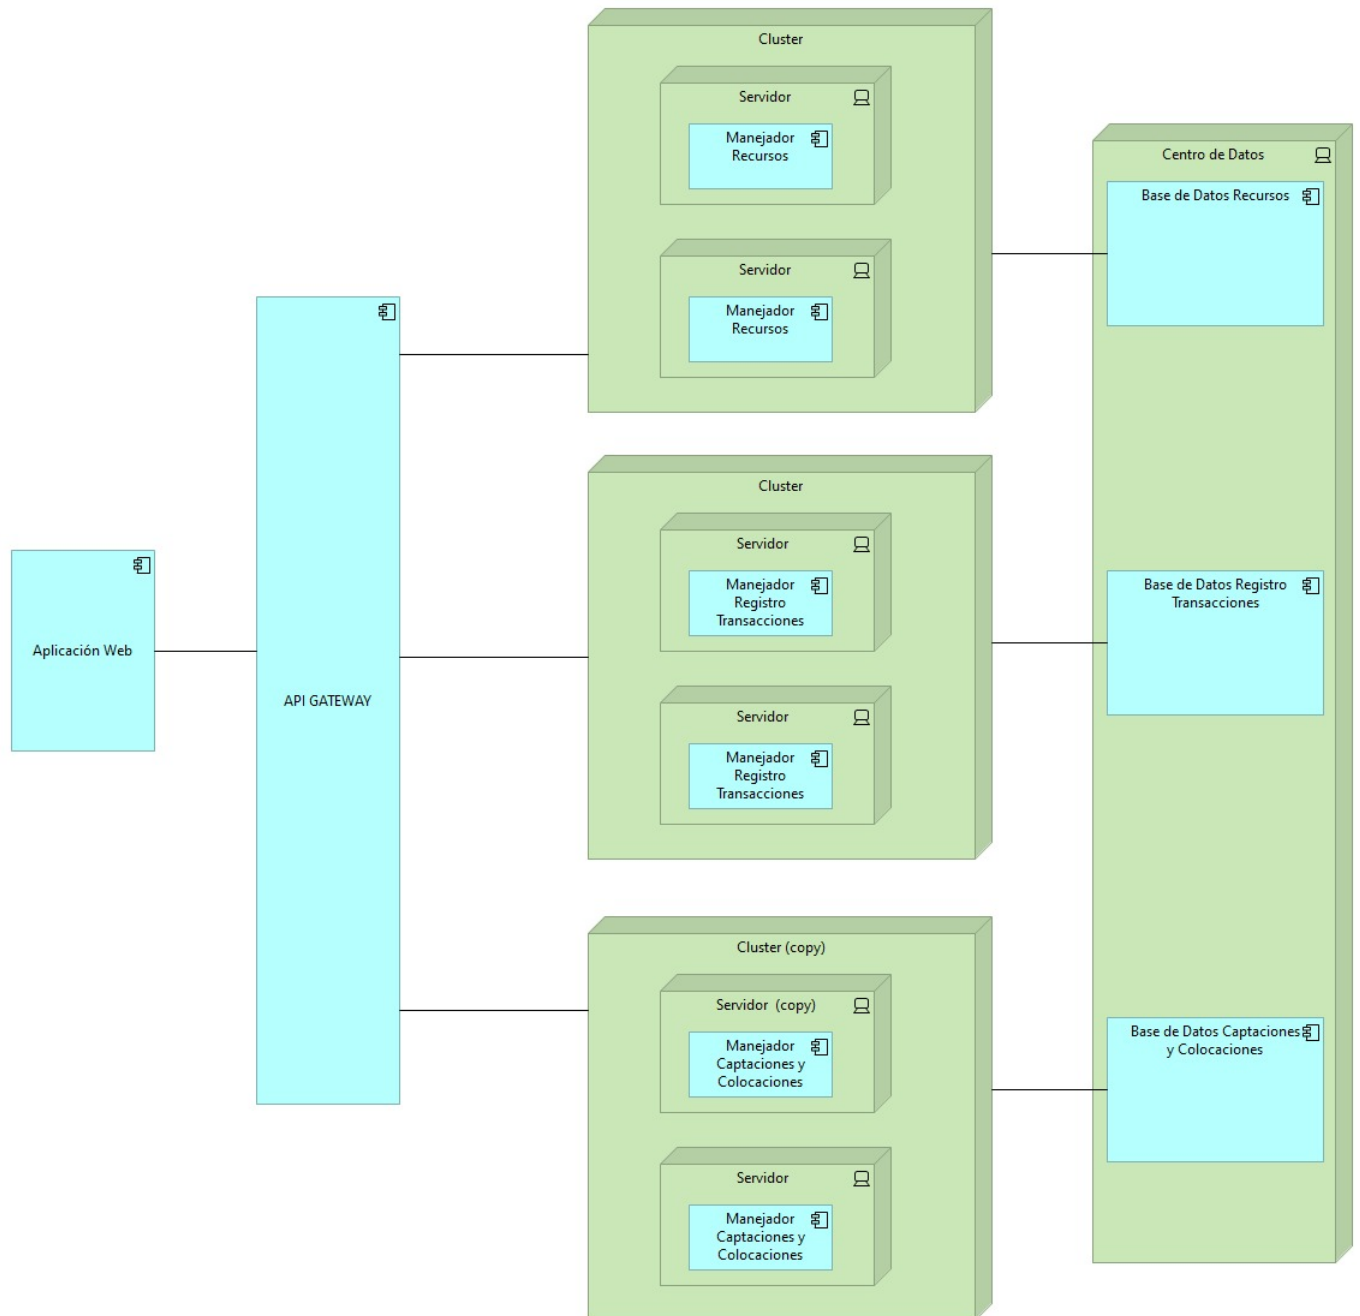 Cluster
Servidor
Manejador
Recursos
Servidor
Manejador
Recursos
Centro de Datos
Base de Datos Recursos
Aplicación Web
API GATEWAY
Cluster
Servidor
Manejador
Registro
Transacciones
Servidor
Manejador
Registro
Transacciones
Base de Datos Registro
Transacciones
Cluster (copy)
Servidor  (copy)
Manejador
Captaciones y
Colocaciones
Servidor
Manejador
Captaciones y
Colocaciones
Base de Datos Captaciones
y Colocaciones